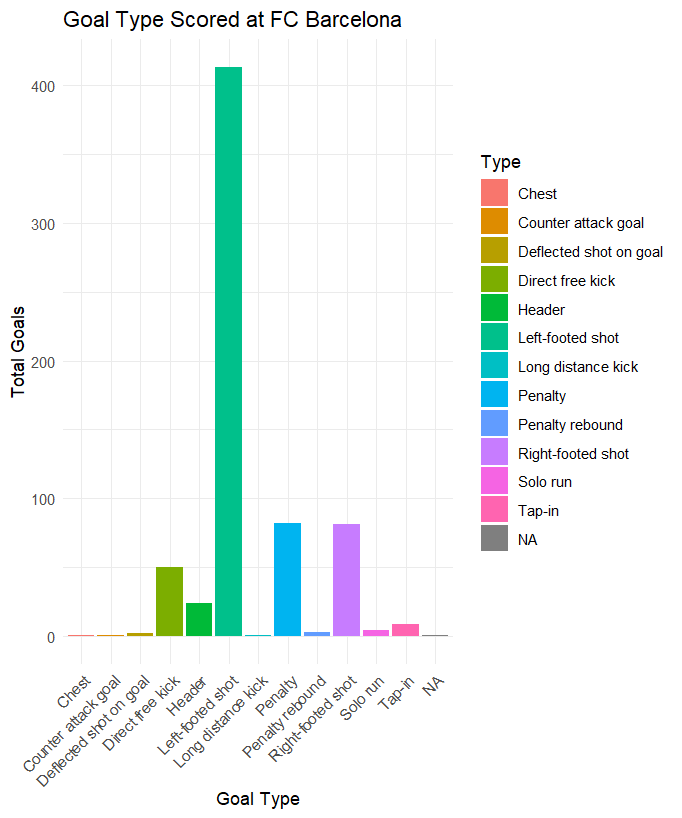 Goal Type Scored at FC Barcelona
Total Goals
400
300
200
100
0
Chest
Counter attack goal
Deflected shot on goal
Direct free kick
Header
Left-footed shot
Long distance kick
Penalty
Penalty rebound
Right-footed shot
Solo run
Tap-in
NA
Goal Type
Type
Chest
Counter attack goal
Deflected shot on goal
Direct free kick
Header
Left-footed shot
Long distance kick
Penalty
Penalty rebound
Right-footed shot
Solo run
Tap-in
NA